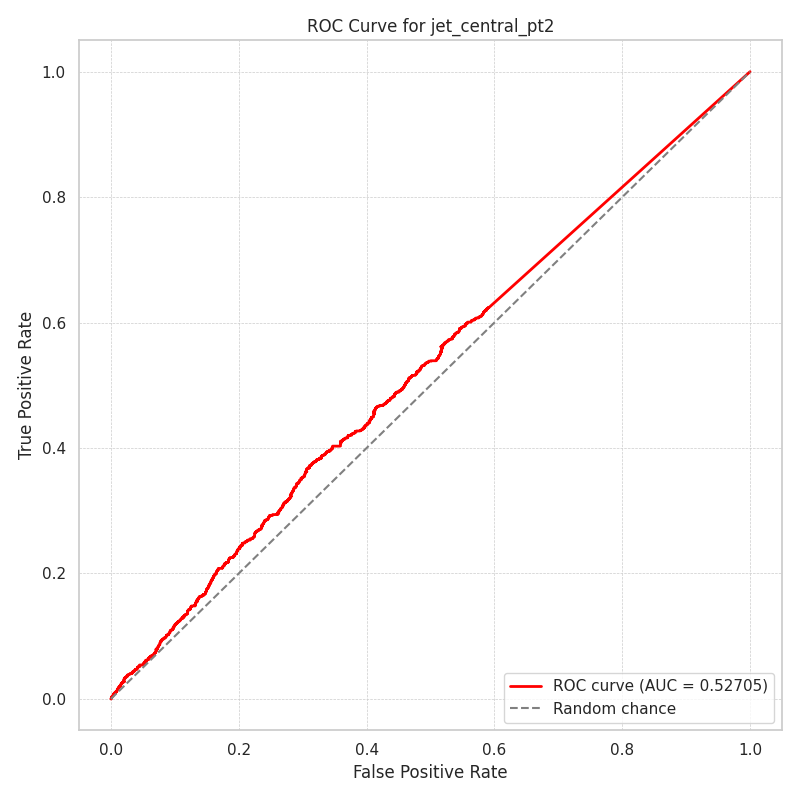 ROC Curve for jet_central_pt2
True Positive Rate
1.0
0.8
0.6
0.4
0.2
0.0
0.0 0.2 0.4 0.6 0.8 1.0
False Positive Rate
ROC curve (AUC = 0.52705)
Random chance